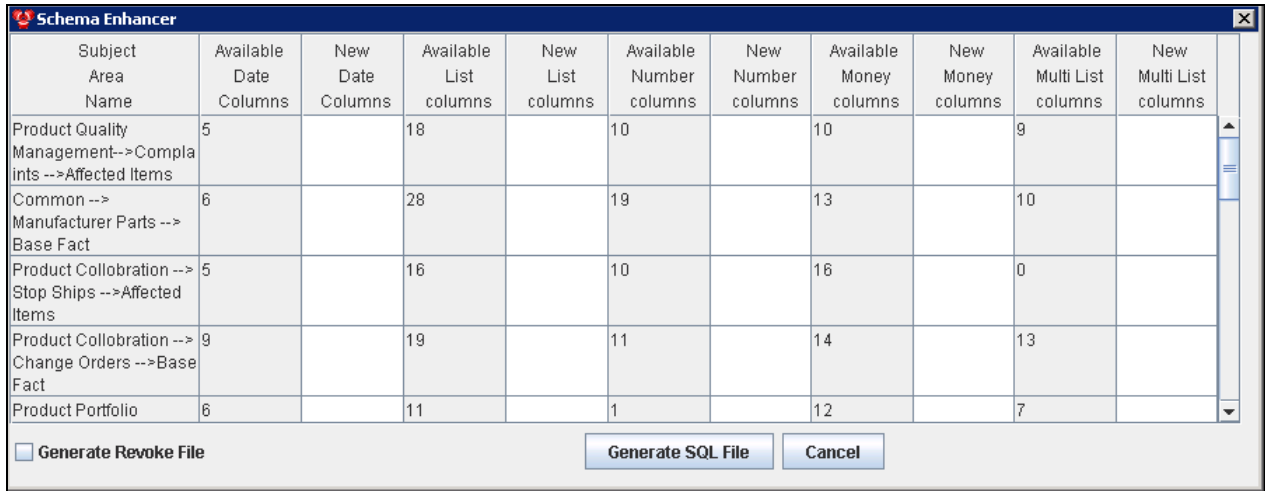 Schema Enhancer
Subject Area Name Available Date Columns New Date Columns Available List columns New List columns Available Number columns New Number columns Available Money columns New Money columns Available Multi List columns New Multi List columns
Product Quality 5 18 10 10 9
Management-->Compla
ints -->Affected Items
Common --> 6 28 19 13 10
Manufacturer Parts -->
Base Fact
Product Collobration --> 5 16 10 16 0
Stop Ships -->Affected
Items
Product Collobration --> 9 19 11 14 13
Change Orders -->Base
Fact
Product Portfolio 6 11 1 12 7
Generate Revoke File Generate SQL File Cancel